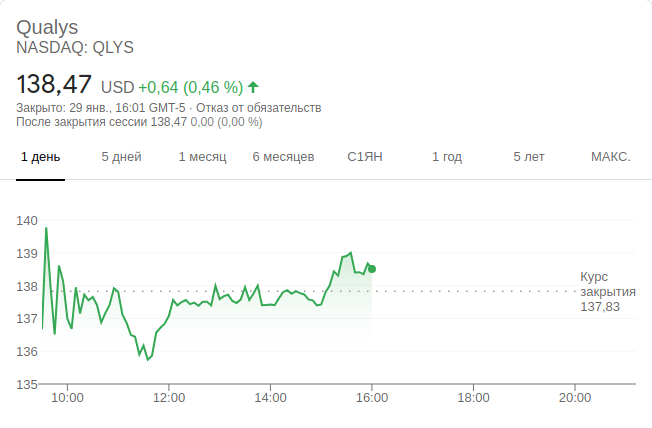 Qualys
NASDAQ: QLYS
138,47 USD +0,64 (0,46 %)
Закрыто: 29 янв., 16:01 GMT-5 · Отказ от обязательств
После закрытия сессии 138,47 0,00 (0,00 %)
1 день 5 дней 1 месяц 6 месяцев С1ЯН 1 год 5 лет МАКС.
140
139
138
137
136
135
Курс
закрытия
137,83
10:00 12:00 14:00 16:00 18:00 20:00